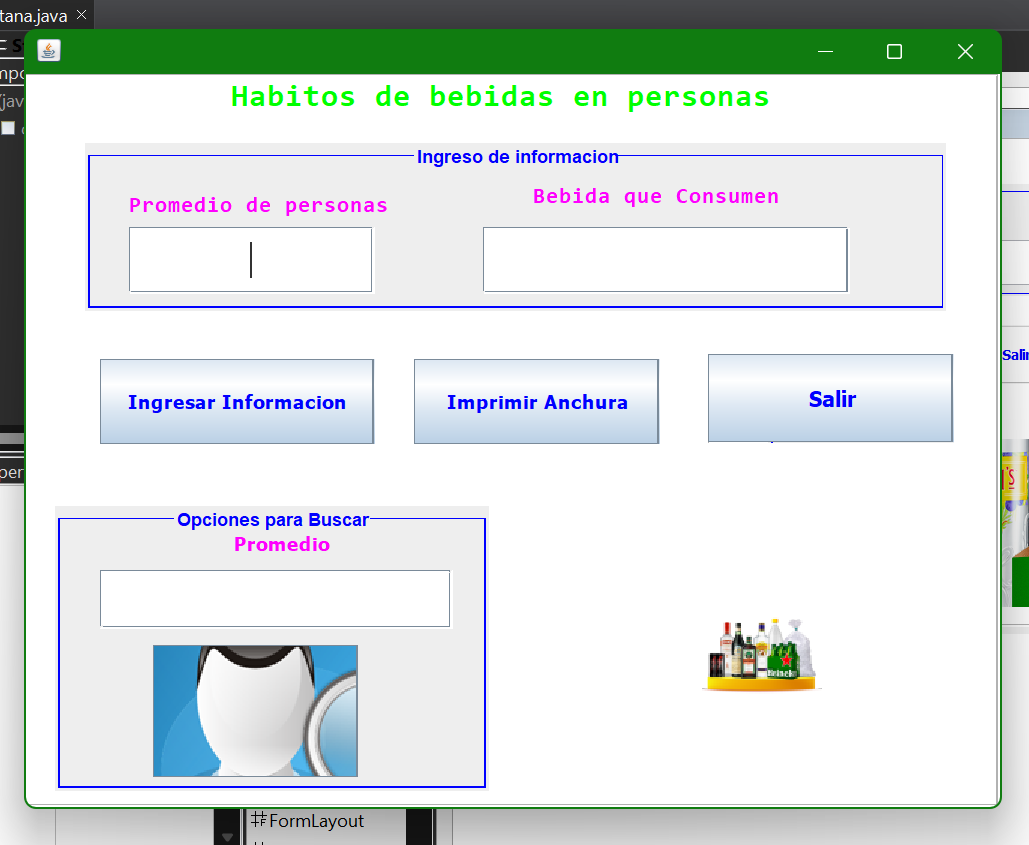 tana.java
Habitos de bebidas en personas
Ingreso de informacion
Promedio de personas
Bebida que Consumen
Ingresar Informacion
Imprimir Anchura
Salir
Salir
Opciones para Buscar
Promedio
FormLayout